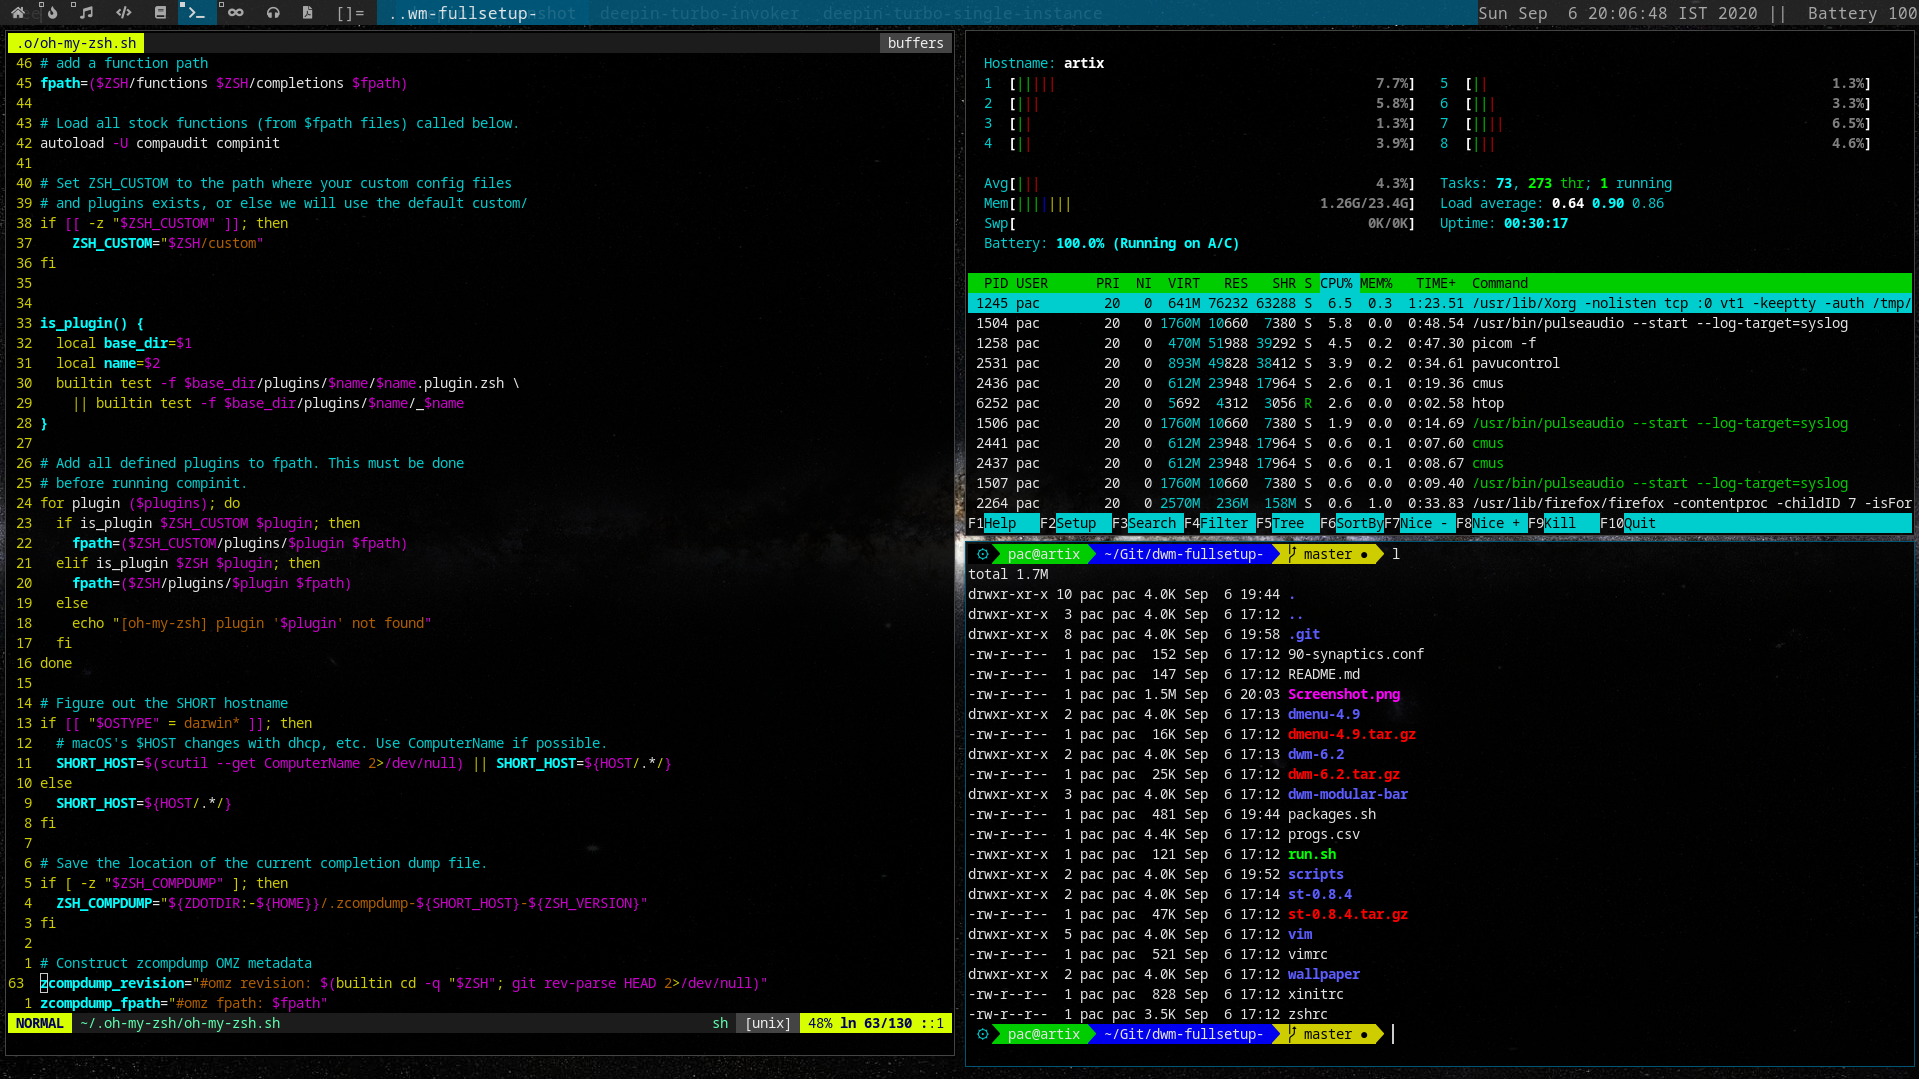 []= ..wm-fullsetup- shot deepin-turbo-invoker deepin-turbo-single-instance Sun Sep 6 20:06:48 IST 2020 || Battery 100
.o/oh-my-zsh.sh buffers
46 # add a function path
45 fpath=($ZSH/functions $ZSH/completions $fpath)
44
43 # Load all stock functions (from $fpath files) called below.
42 autoload -U compaudit compinit
41
40 # Set ZSH_CUSTOM to the path where your custom config files
39 # and plugins exists, or else we will use the default custom/
38 if [[ -z "$ZSH_CUSTOM" ]]; then
37     ZSH_CUSTOM="$ZSH/custom"
36 fi
35
34
33 is_plugin() {
32   local base_dir=$1
31   local name=$2
30   builtin test -f $base_dir/plugins/$name/$name.plugin.zsh \
29     || builtin test -f $base_dir/plugins/$name/_$name
28 }
27
26 # Add all defined plugins to fpath. This must be done
25 # before running compinit.
24 for plugin ($plugins); do
23   if is_plugin $ZSH_CUSTOM $plugin; then
22     fpath=($ZSH_CUSTOM/plugins/$plugin $fpath)
21   elif is_plugin $ZSH $plugin; then
20     fpath=($ZSH/plugins/$plugin $fpath)
19   else
18     echo "[oh-my-zsh] plugin '$plugin' not found"
17   fi
16 done
15
14 # Figure out the SHORT hostname
13 if [[ "$OSTYPE" = darwin* ]]; then
12   # macOS's $HOST changes with dhcp, etc. Use ComputerName if possible.
11   SHORT_HOST=$(scutil --get ComputerName 2>/dev/null) || SHORT_HOST=${HOST/.*/}
10 else
9   SHORT_HOST=${HOST/.*/}
8 fi
7
6 # Save the location of the current completion dump file.
5 if [ -z "$ZSH_COMPDUMP" ]; then
4   ZSH_COMPDUMP="${ZDOTDIR:-${HOME}}/.zcompdump-${SHORT_HOST}-${ZSH_VERSION}"
3 fi
2
1 # Construct zcompdump OMZ metadata
63 zcompdump_revision="#omz revision: $(builtin cd -q "$ZSH"; git rev-parse HEAD 2>/dev/null)"
1 zcompdump_fpath="#omz fpath: $fpath"
NORMAL ~/.oh-my-zsh/oh-my-zsh.sh sh [unix] 48% ln 63/130 ::1
Hostname: artix
1 [||||| 7.7%] 5 [|| 1.3%]
2 [||| 5.8%] 6 [||| 3.3%]
3 [|| 1.3%] 7 [|||| 6.5%]
4 [|| 3.9%] 8 [||| 4.6%]
Avg[||| 4.3%] Tasks: 73, 273 thr; 1 running
Mem[||||||| 1.26G/23.4G] Load average: 0.64 0.90 0.86
Swp[ 0K/0K] Uptime: 00:30:17
Battery: 100.0% (Running on A/C)
PID USER PRI NI VIRT RES SHR S CPU% MEM% TIME+ Command
1245 pac 20 0 641M 76232 63288 S 6.5 0.3 1:23.51 /usr/lib/Xorg -nolisten tcp :0 vt1 -keeptty -auth /tmp/
1504 pac 20 0 1760M 10660 7380 S 5.8 0.0 0:48.54 /usr/bin/pulseaudio --start --log-target=syslog
1258 pac 20 0 470M 51988 39292 S 4.5 0.2 0:47.30 picom -f
2531 pac 20 0 893M 49828 38412 S 3.9 0.2 0:34.61 pavucontrol
2436 pac 20 0 612M 23948 17964 S 2.6 0.1 0:19.36 cmus
6252 pac 20 0 5692 4312 3056 R 2.6 0.0 0:02.58 htop
1506 pac 20 0 1760M 10660 7380 S 1.9 0.0 0:14.69 /usr/bin/pulseaudio --start --log-target=syslog
2441 pac 20 0 612M 23948 17964 S 0.6 0.1 0:07.60 cmus
2437 pac 20 0 612M 23948 17964 S 0.6 0.1 0:08.67 cmus
1507 pac 20 0 1760M 10660 7380 S 0.6 0.0 0:09.40 /usr/bin/pulseaudio --start --log-target=syslog
2264 pac 20 0 2570M 236M 158M S 0.6 1.0 0:33.83 /usr/lib/firefox/firefox -contentproc -childID 7 -isFor
F1Help F2Setup F3Search F4Filter F5Tree F6SortBy F7Nice - F8Nice + F9Kill F10Quit
pac@artix ~/Git/dwm-fullsetup- master ● l
total 1.7M
drwxr-xr-x 10 pac pac 4.0K Sep  6 19:44 .
drwxr-xr-x  3 pac pac 4.0K Sep  6 17:12 ..
drwxr-xr-x  8 pac pac 4.0K Sep  6 19:58 .git
-rw-r--r--  1 pac pac  152 Sep  6 17:12 90-synaptics.conf
-rw-r--r--  1 pac pac  147 Sep  6 17:12 README.md
-rw-r--r--  1 pac pac 1.5M Sep  6 20:03 Screenshot.png
drwxr-xr-x  2 pac pac 4.0K Sep  6 17:13 dmenu-4.9
-rw-r--r--  1 pac pac  16K Sep  6 17:12 dmenu-4.9.tar.gz
drwxr-xr-x  2 pac pac 4.0K Sep  6 17:13 dwm-6.2
-rw-r--r--  1 pac pac  25K Sep  6 17:12 dwm-6.2.tar.gz
drwxr-xr-x  3 pac pac 4.0K Sep  6 17:12 dwm-modular-bar
-rw-r--r--  1 pac pac  481 Sep  6 19:44 packages.sh
-rw-r--r--  1 pac pac 4.4K Sep  6 17:12 progs.csv
-rwxr-xr-x  1 pac pac  121 Sep  6 17:12 run.sh
drwxr-xr-x  2 pac pac 4.0K Sep  6 19:52 scripts
drwxr-xr-x  2 pac pac 4.0K Sep  6 17:14 st-0.8.4
-rw-r--r--  1 pac pac  47K Sep  6 17:12 st-0.8.4.tar.gz
drwxr-xr-x  5 pac pac 4.0K Sep  6 17:12 vim
-rw-r--r--  1 pac pac  521 Sep  6 17:12 vimrc
drwxr-xr-x  2 pac pac 4.0K Sep  6 17:12 wallpaper
-rw-r--r--  1 pac pac  828 Sep  6 17:12 xinitrc
-rw-r--r--  1 pac pac 3.5K Sep  6 17:12 zshrc
pac@artix ~/Git/dwm-fullsetup- master ●